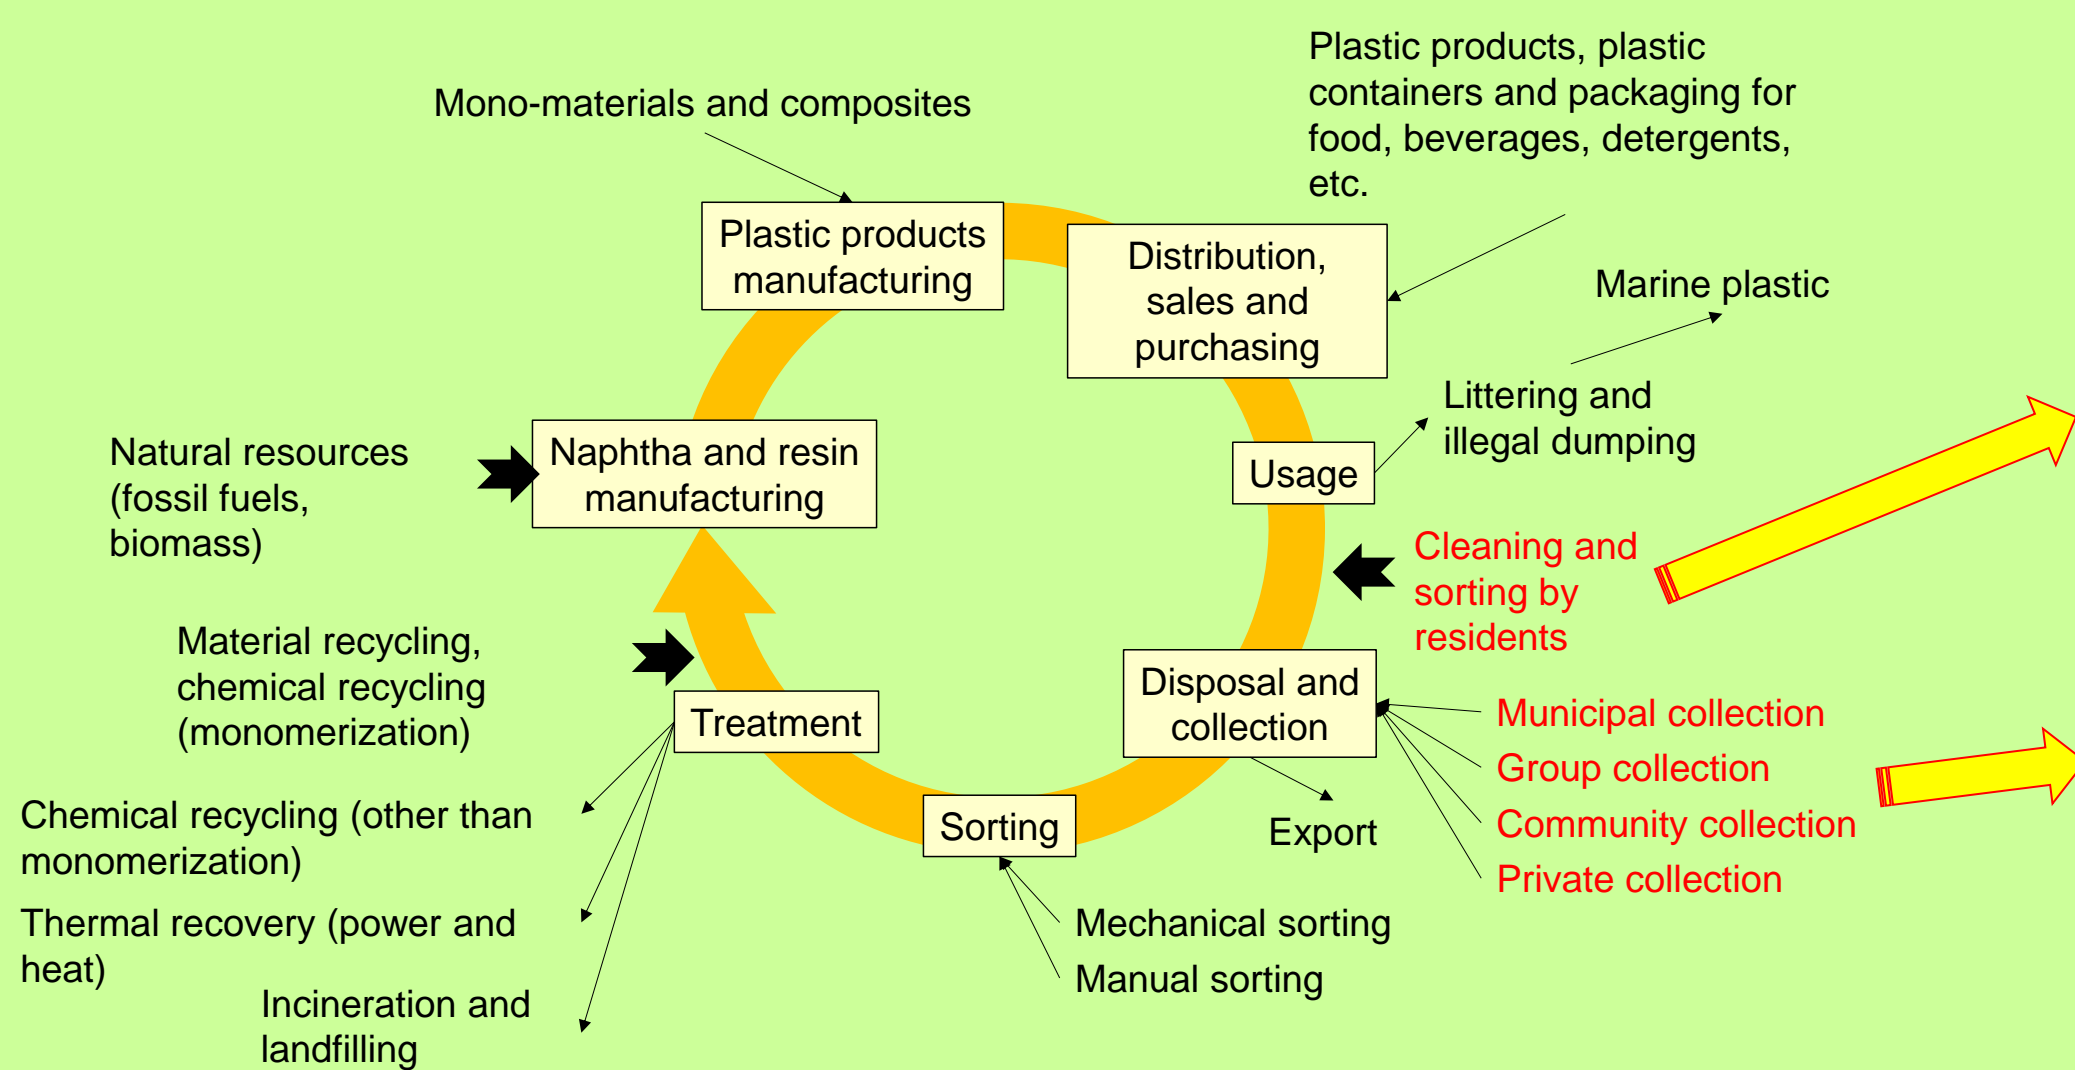 Plastic products, plastic
containers and packaging for
food, beverages, detergents,
etc.
Mono-materials and composites
Plastic products
manufacturing
Distribution,
sales and
purchasing
Marine plastic
Littering and
illegal dumping
Natural resources
(fossil fuels,
biomass)
Naphtha and resin
manufacturing
Usage
Cleaning and
sorting by
residents
Material recycling,
chemical recycling
(monomerization)
Treatment
Disposal and
collection
Municipal collection
Group collection
Community collection
Private collection
Chemical recycling (other than
monomerization)
Sorting
Export
Thermal recovery (power and
heat)
Mechanical sorting
Manual sorting
Incineration and
landfilling